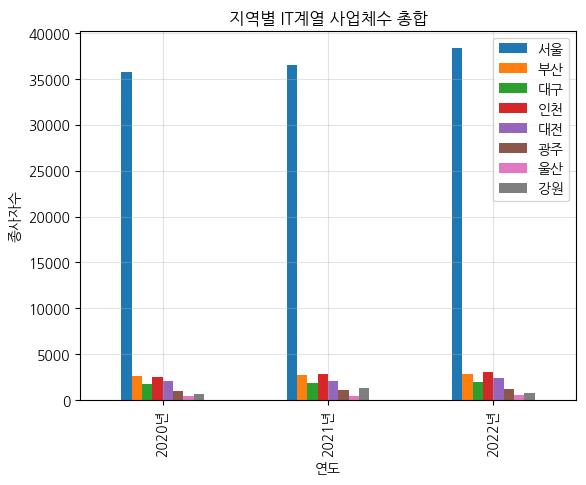 지역별 IT계열 사업체수 총합
40000
35000
30000
25000
20000
15000
10000
5000
0
종사자수
서울
부산
대구
인천
대전
광주
울산
강원
2020년
2021년
2022년
연도